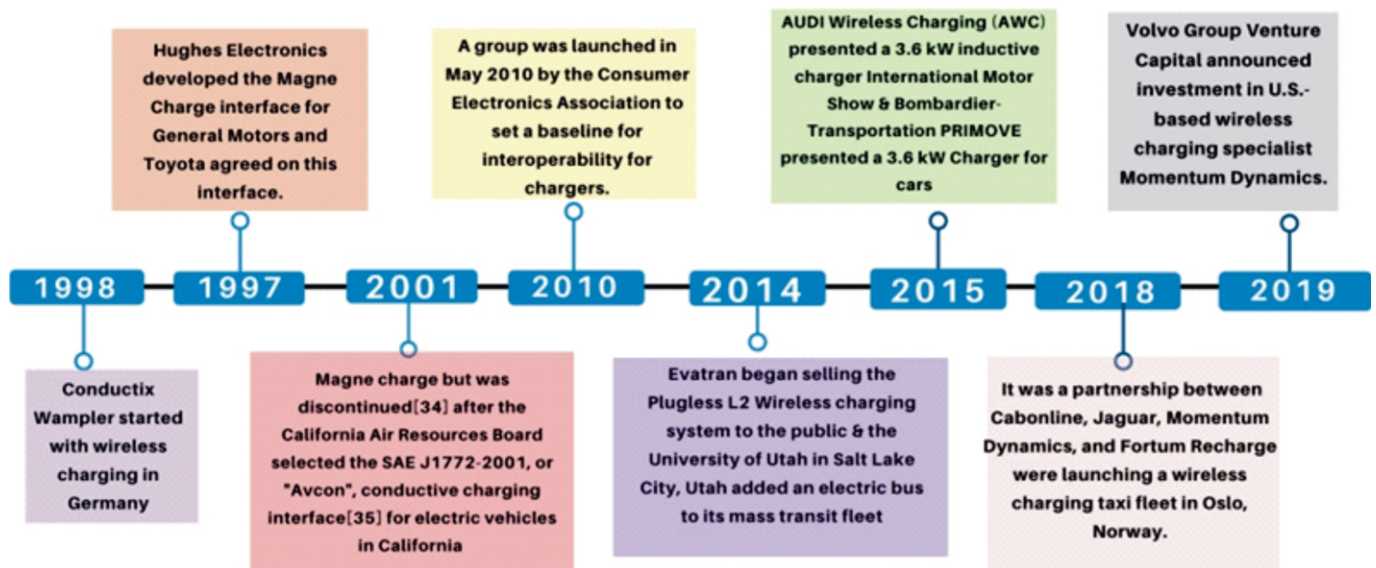 Hughes Electronics
developed the Magne
Charge interface for
General Motors and
Toyota agreed on this
interface.
A group was launched in
May 2010 by the Consumer
Electronics Association to
set a baseline for
interoperability for
chargers.
AUDI Wireless Charging (AWC)
presented a 3.6 kW inductive
charger International Motor
Show & Bombardier-
Transportation PRIMOVE
presented a 3.6 kW Charger for
cars
Volvo Group Venture
Capital announced
investment in U.S.-
based wireless
charging specialist
Momentum Dynamics.
1998
1997
2001
2010
2014
2015
2018
2019
Conductix
Wampler started
with wireless
charging in
Germany
Magne charge but was
discontinued[34] after the
California Air Resources Board
selected the SAE J1772-2001, or
"Avcon", conductive charging
interface[35] for electric vehicles
in California
Evatran began selling the
Plugless L2 Wireless charging
system to the public & the
University of Utah in Salt Lake
City, Utah added an electric bus
to its mass transit fleet
It was a partnership between
Cabonline, Jaguar, Momentum
Dynamics, and Fortum Recharge
were launching a wireless
charging taxi fleet in Oslo,
Norway.